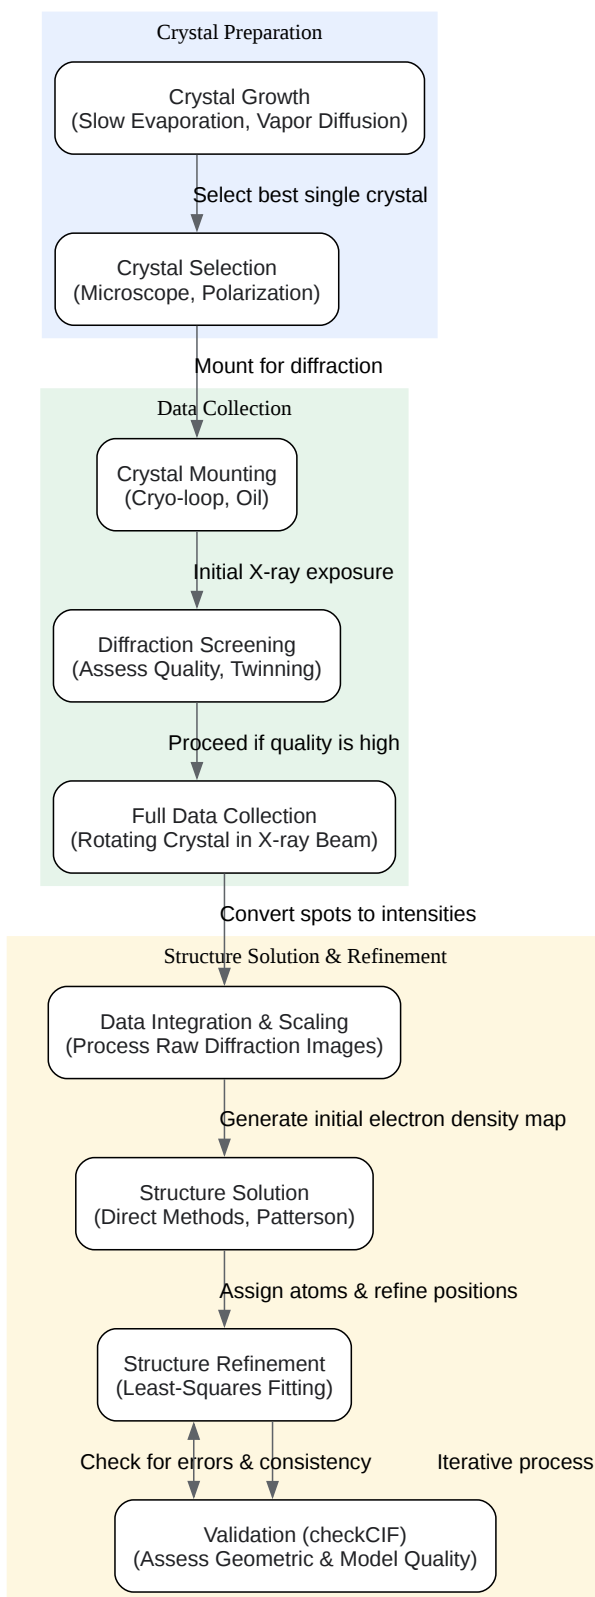 Crystal Preparation
Crystal Growth
(Slow Evaporation, Vapor Diffusion)
Select best single crystal
Crystal Selection
(Microscope, Polarization)
Mount for diffraction
Data Collection
Crystal Mounting
(Cryo-loop, Oil)
Initial X-ray exposure
Diffraction Screening
(Assess Quality, Twinning)
Proceed if quality is high
Full Data Collection
(Rotating Crystal in X-ray Beam)
Convert spots to intensities
Structure Solution & Refinement
Data Integration & Scaling
(Process Raw Diffraction Images)
Generate initial electron density map
Structure Solution
(Direct Methods, Patterson)
Assign atoms & refine positions
Structure Refinement
(Least-Squares Fitting)
Check for errors & consistency
Iterative process
Validation (checkCIF)
(Assess Geometric & Model Quality)